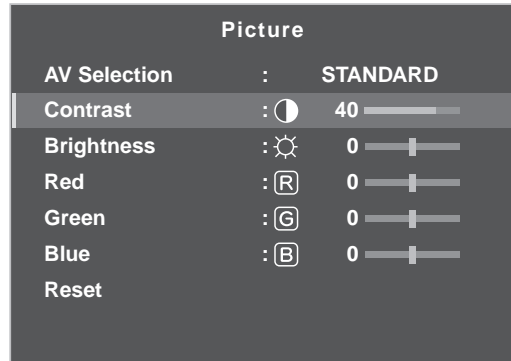 Picture
AV Selection : STANDARD
Contrast : 40
Brightness : 0
Red : R 0
Green : G 0
Blue : B 0
Reset